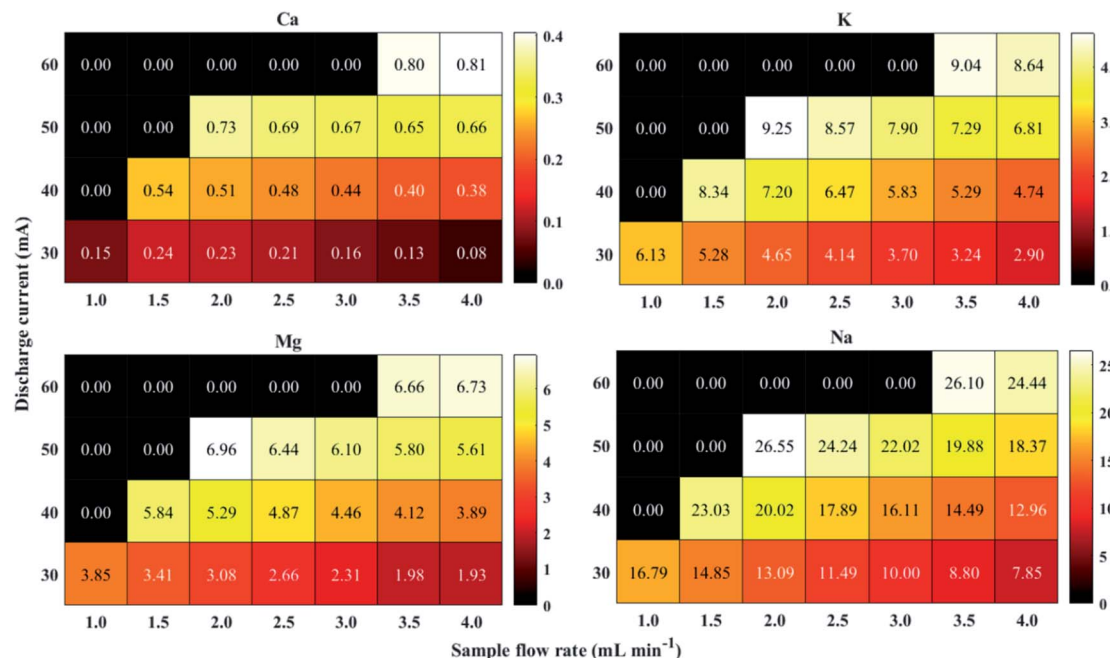 Ca
60 0.00 0.00 0.00 0.00 0.00 0.80 0.81
50 0.00 0.00 0.73 0.69 0.67 0.65 0.66
40 0.00 0.54 0.51 0.48 0.44 0.40 0.38
30 0.15 0.24 0.23 0.21 0.16 0.13 0.08
1.0 1.5 2.0 2.5 3.0 3.5 4.0
0.4
0.3
0.2
0.1
0.0
K
60 0.00 0.00 0.00 0.00 0.00 9.04 8.64
50 0.00 0.00 9.25 8.57 7.90 7.29 6.81
40 0.00 8.34 7.20 6.47 5.83 5.29 4.74
30 6.13 5.28 4.65 4.14 3.70 3.24 2.90
1.0 1.5 2.0 2.5 3.0 3.5 4.0
4.
3.
2.
1.
0.
Discharge current (mA)
Mg
60 0.00 0.00 0.00 0.00 0.00 6.66 6.73
50 0.00 0.00 6.96 6.44 6.10 5.80 5.61
40 0.00 5.84 5.29 4.87 4.46 4.12 3.89
30 3.85 3.41 3.08 2.66 2.31 1.98 1.93
1.0 1.5 2.0 2.5 3.0 3.5 4.0
6
5
4
3
2
1
0
Na
60 0.00 0.00 0.00 0.00 0.00 26.10 24.44
50 0.00 0.00 26.55 24.24 22.02 19.88 18.37
40 0.00 23.03 20.02 17.89 16.11 14.49 12.96
30 16.79 14.85 13.09 11.49 10.00 8.80 7.85
1.0 1.5 2.0 2.5 3.0 3.5 4.0
25
20
15
10
5
0
Sample flow rate (mL min⁻¹)